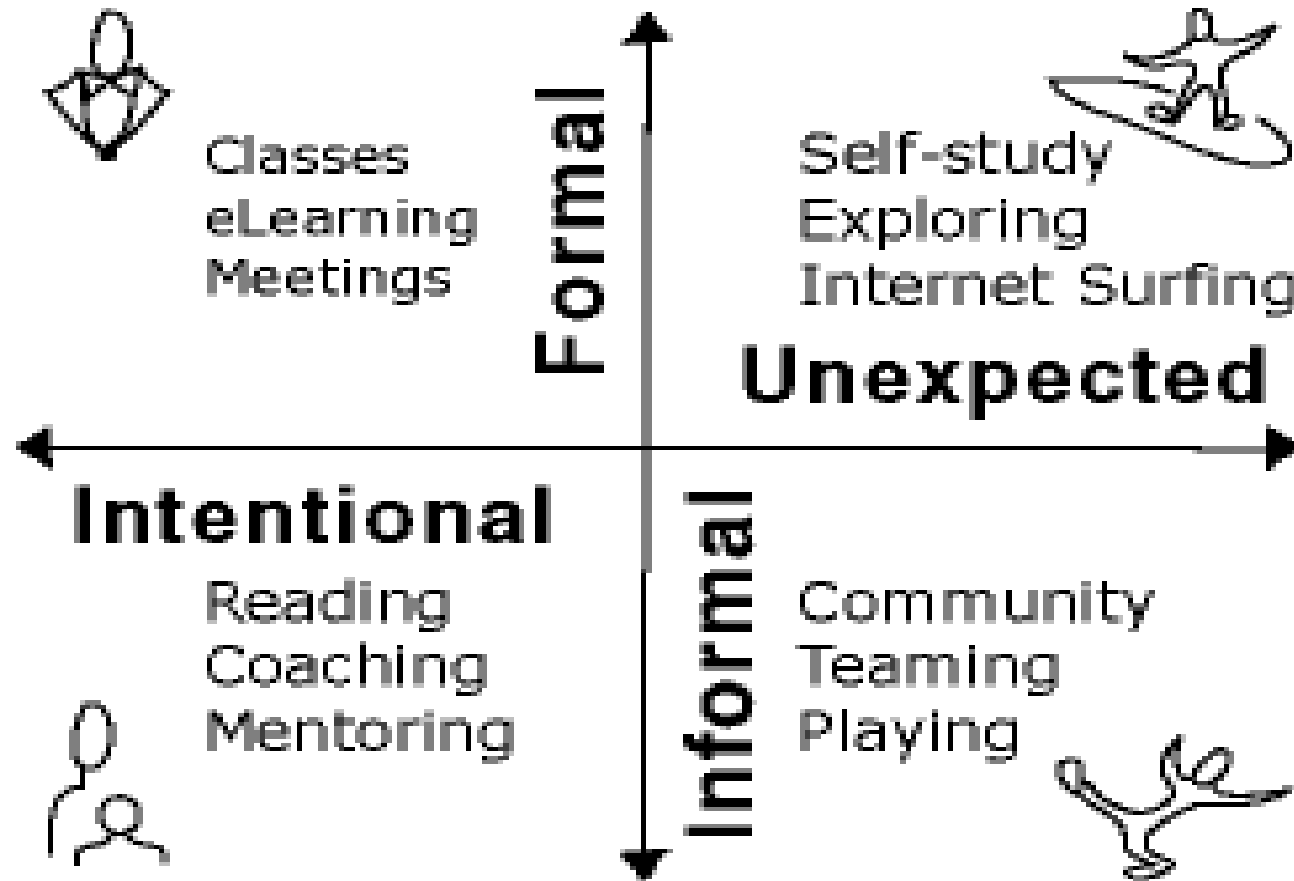 Classes
eLearning
Meetings
Formal
Self-study
Exploring
Internet Surfing
Unexpected
Intentional
Reading
Coaching
Mentoring
Informal
Community
Teaming
Playing